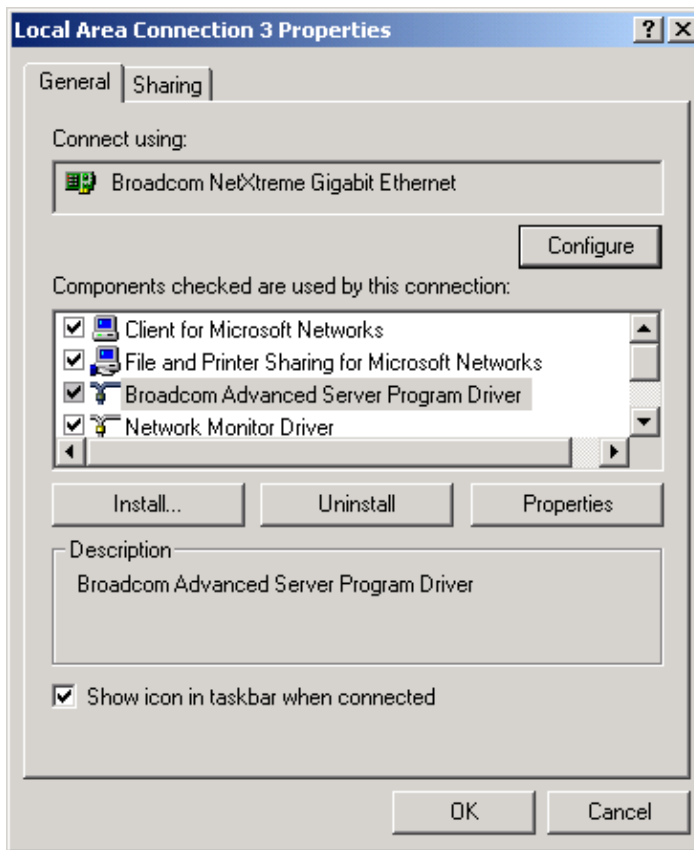 Local Area Connection 3 Properties
General
Sharing
Connect using:
Broadcom NetXtreme Gigabit Ethernet
Configure
Components checked are used by this connection:
Client for Microsoft Networks
File and Printer Sharing for Microsoft Networks
Broadcom Advanced Server Program Driver
Network Monitor Driver
Install... Uninstall Properties
Description
Broadcom Advanced Server Program Driver
Show icon in taskbar when connected
OK Cancel